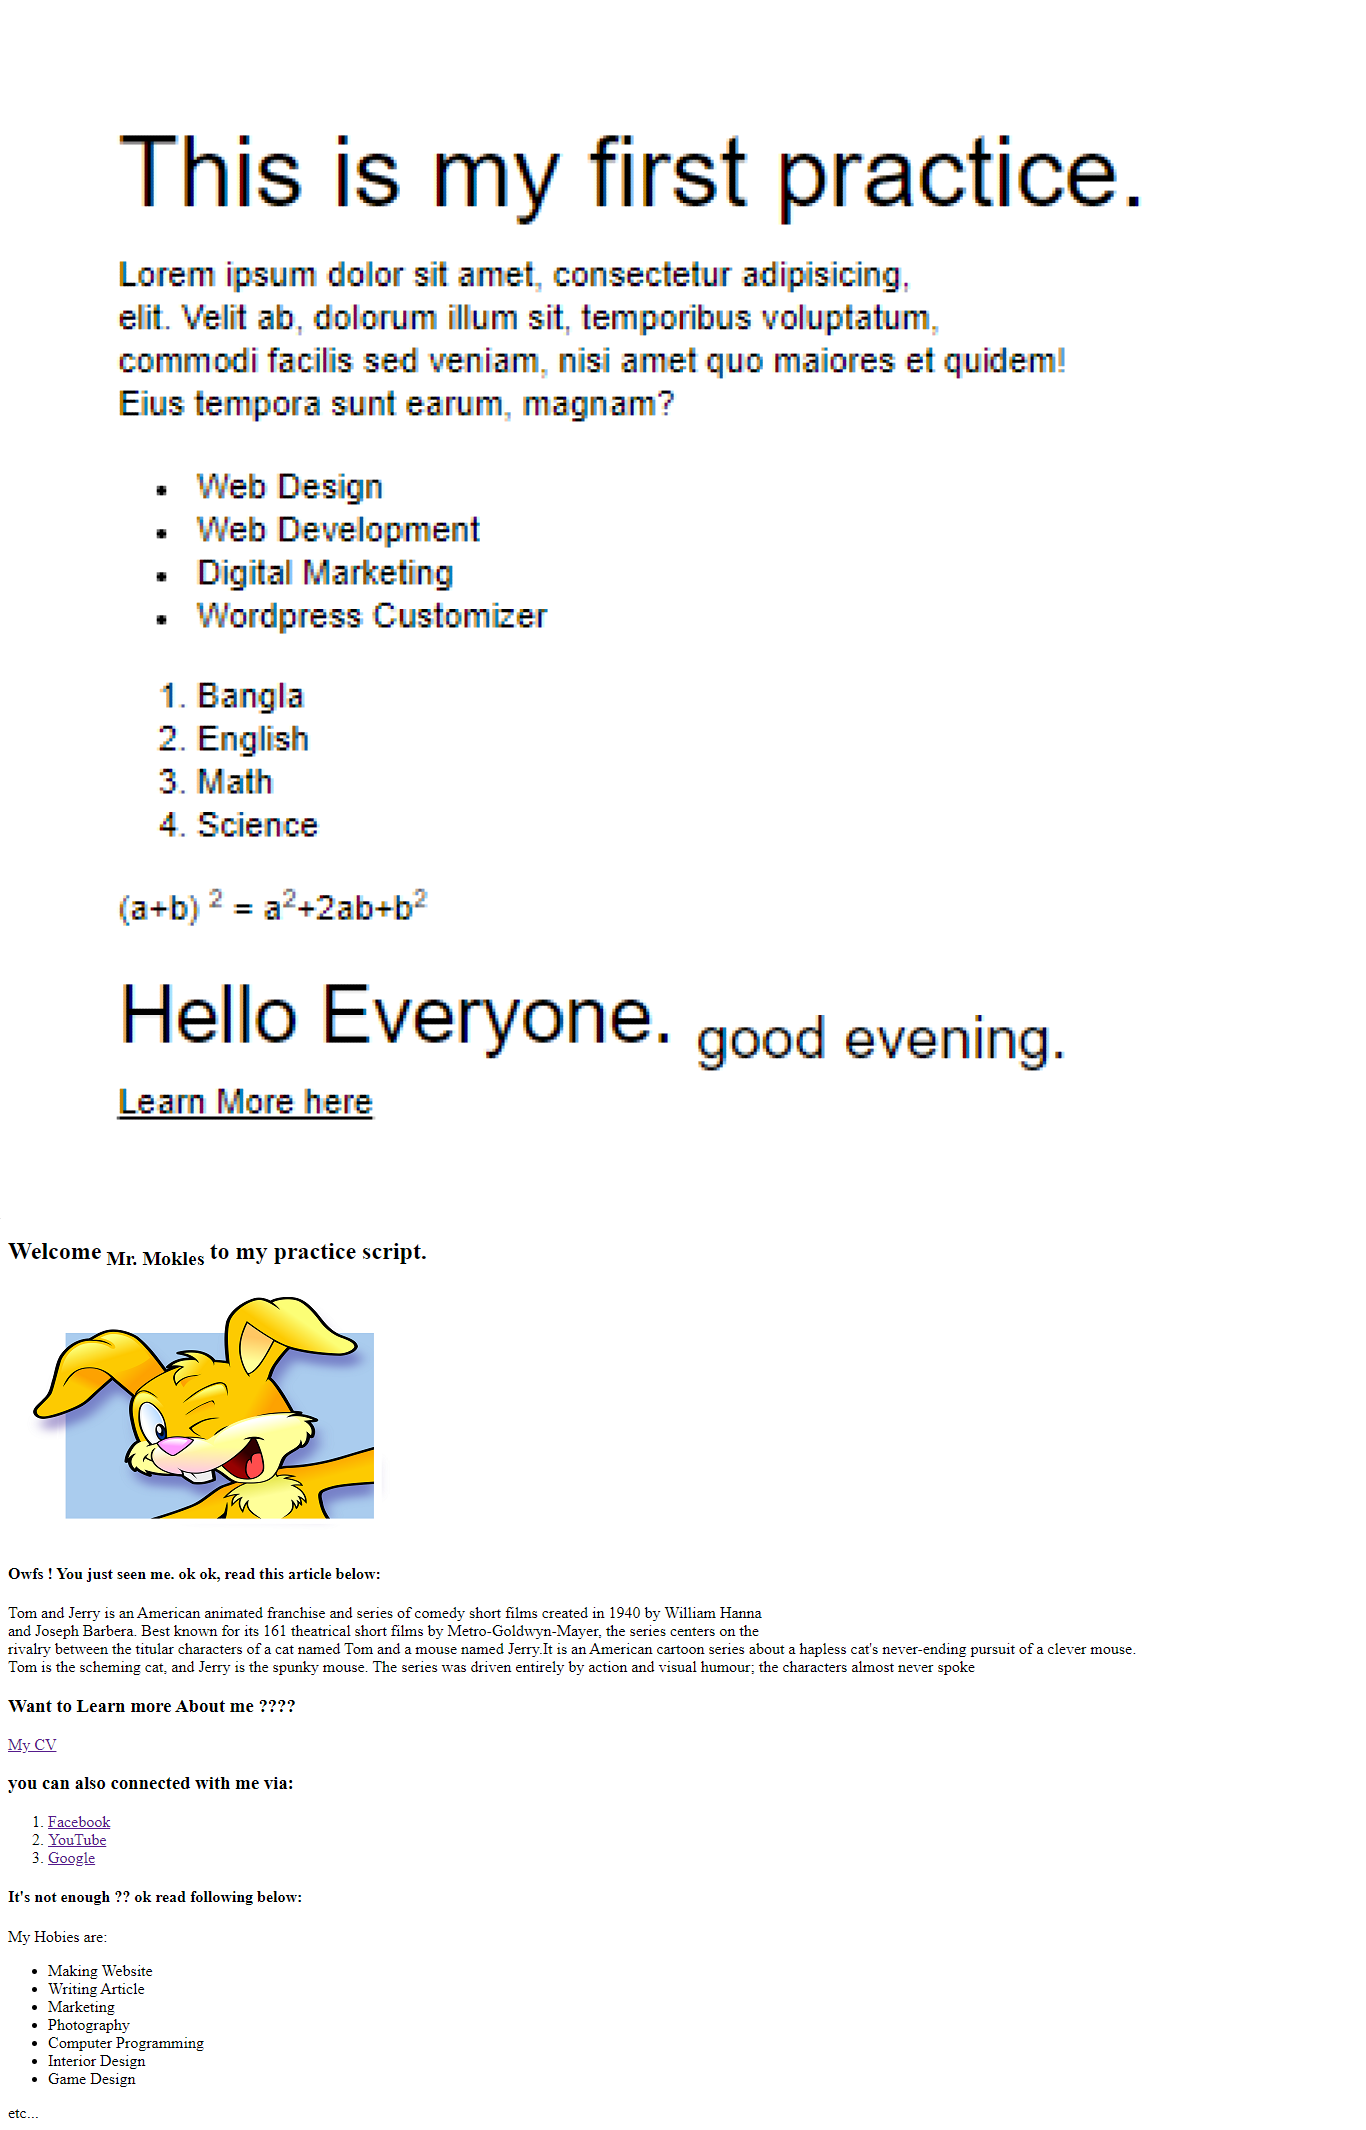 This is my first practice.
Lorem ipsum dolor sit amet, consectetur adipisicing,
elit. Velit ab, dolorum illum sit, temporibus voluptatum,
commodi facilis sed veniam, nisi amet quo maiores et quidem!
Eius tempora sunt earum, magnam?
• Web Design
• Web Development
• Digital Marketing
• Wordpress Customizer
1. Bangla
2. English
3. Math
4. Science
(a+b) ² = a²+2ab+b²
Hello Everyone. good evening.
Learn More here
Welcome Mr. Mokles to my practice script.
Owfs ! You just seen me. ok ok, read this article below:
Tom and Jerry is an American animated franchise and series of comedy short films created in 1940 by William Hanna
and Joseph Barbera. Best known for its 161 theatrical short films by Metro-Goldwyn-Mayer, the series centers on the
rivalry between the titular characters of a cat named Tom and a mouse named Jerry.It is an American cartoon series about a hapless cat's never-ending pursuit of a clever mouse.
Tom is the scheming cat, and Jerry is the spunky mouse. The series was driven entirely by action and visual humour; the characters almost never spoke
Want to Learn more About me ????
My CV
you can also connected with me via:
1. Facebook
2. YouTube
3. Google
It's not enough ?? ok read following below:
My Hobies are:
• Making Website
• Writing Article
• Marketing
• Photography
• Computer Programming
• Interior Design
• Game Design
etc...